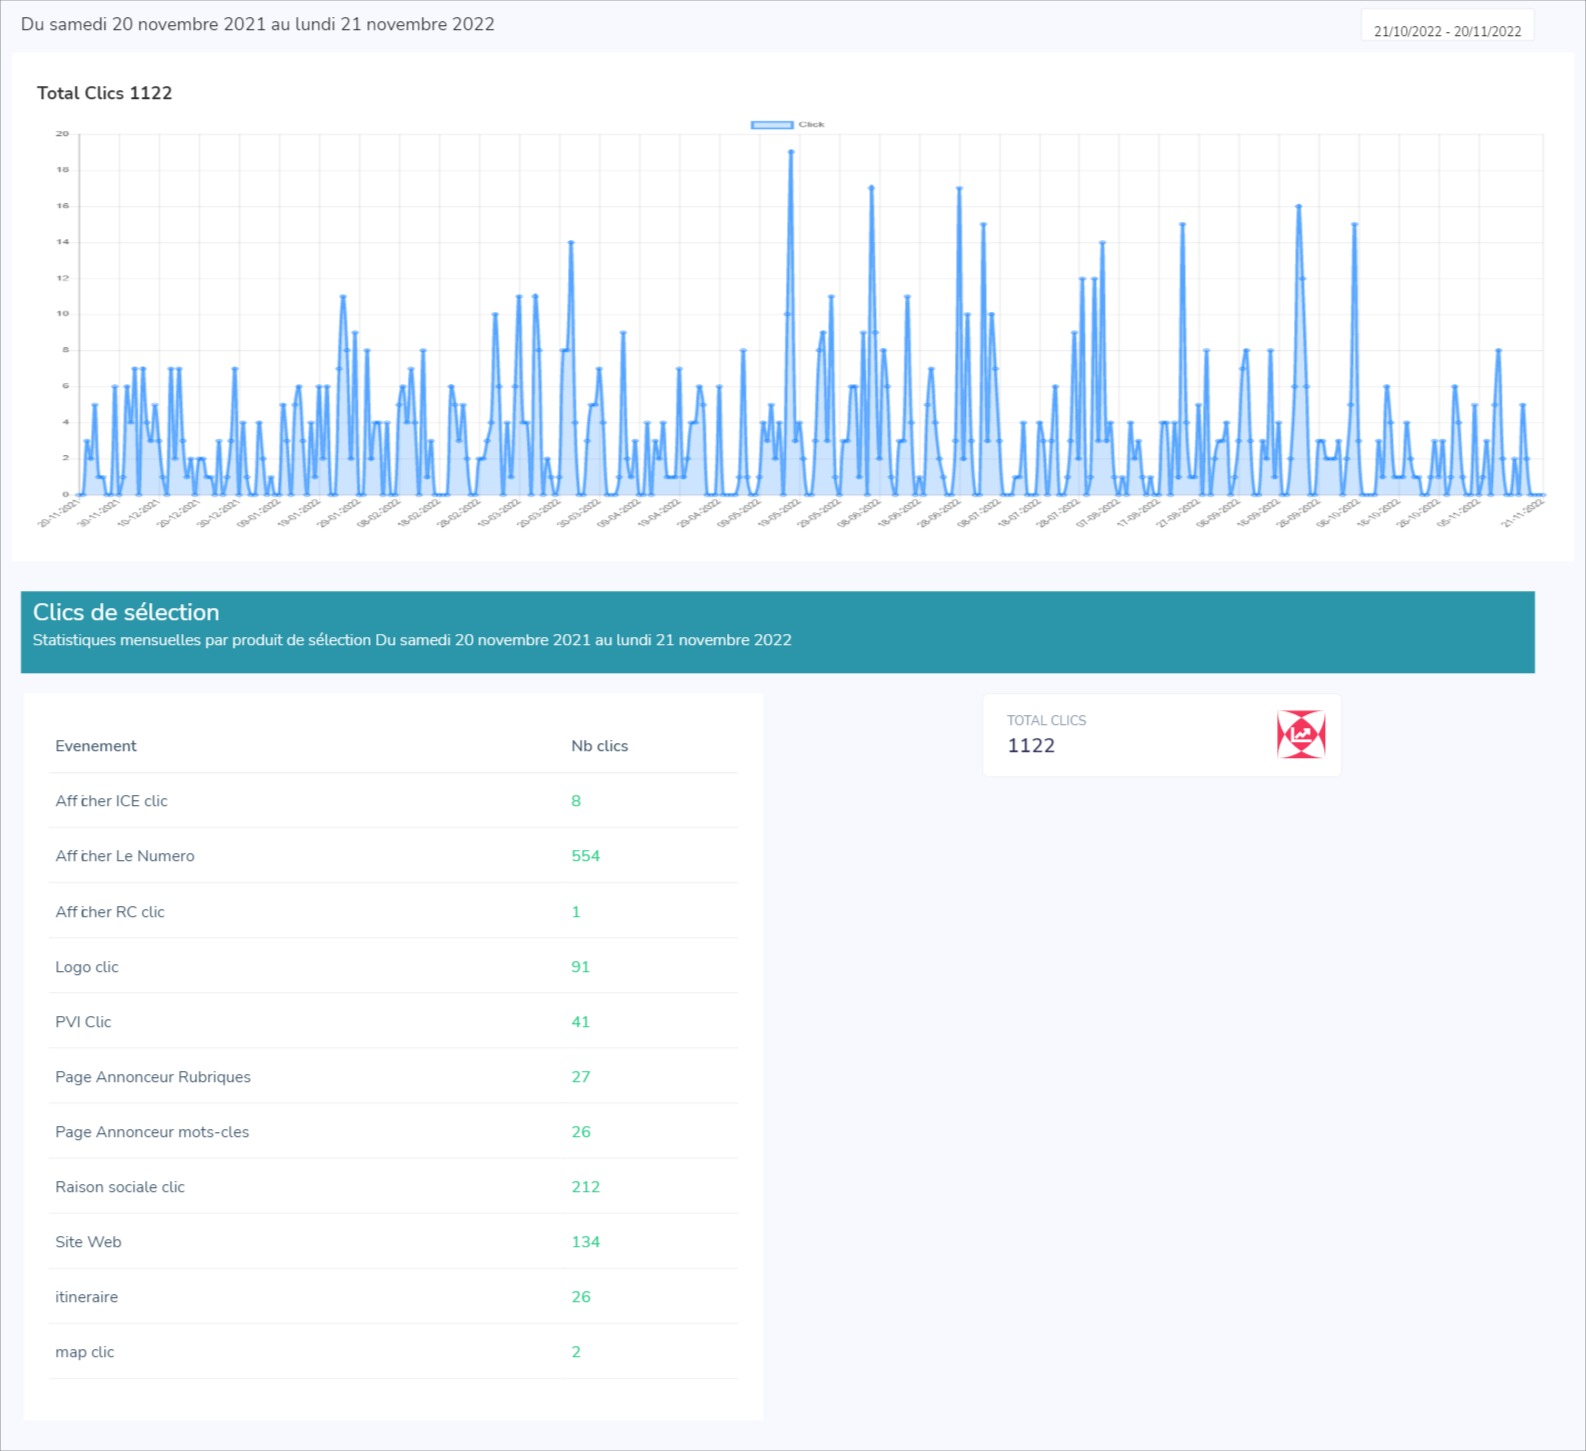 Du samedi 20 novembre 2021 au lundi 21 novembre 2022
21/10/2022 - 20/11/2022
Total Clics 1122
Click
20
18
16
14
12
10
8
6
4
2
0
20-11-2021 30-11-2021 10-12-2021 20-12-2021 30-12-2021 09-01-2022 19-01-2022 29-01-2022 08-02-2022 18-02-2022 28-02-2022 10-03-2022 20-03-2022 30-03-2022 09-04-2022 19-04-2022 29-04-2022 09-05-2022 19-05-2022 29-05-2022 08-06-2022 18-06-2022 28-06-2022 08-07-2022 18-07-2022 28-07-2022 07-08-2022 17-08-2022 27-08-2022 06-09-2022 16-09-2022 26-09-2022 06-10-2022 16-10-2022 26-10-2022 05-11-2022 21-11-2022
Clics de sélection
Statistiques mensuelles par produit de sélection Du samedi 20 novembre 2021 au lundi 21 novembre 2022
TOTAL CLICS
1122
Evenement Nb clics
Afficher ICE clic 8
Afficher Le Numero 554
Afficher RC clic 1
Logo clic 91
PVI Clic 41
Page Annonceur Rubriques 27
Page Annonceur mots-cles 26
Raison sociale clic 212
Site Web 134
itineraire 26
map clic 2